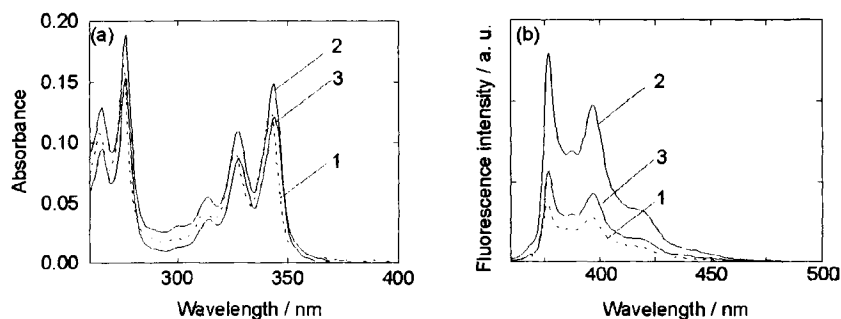 (a)
0.20
0.15
0.10
0.05
0.00
Absorbance
2
3
1
300
350
400
Wavelength / nm
(b)
Fluorescence intensity / a. u.
2
3
1
400
450
500
Wavelength / nm